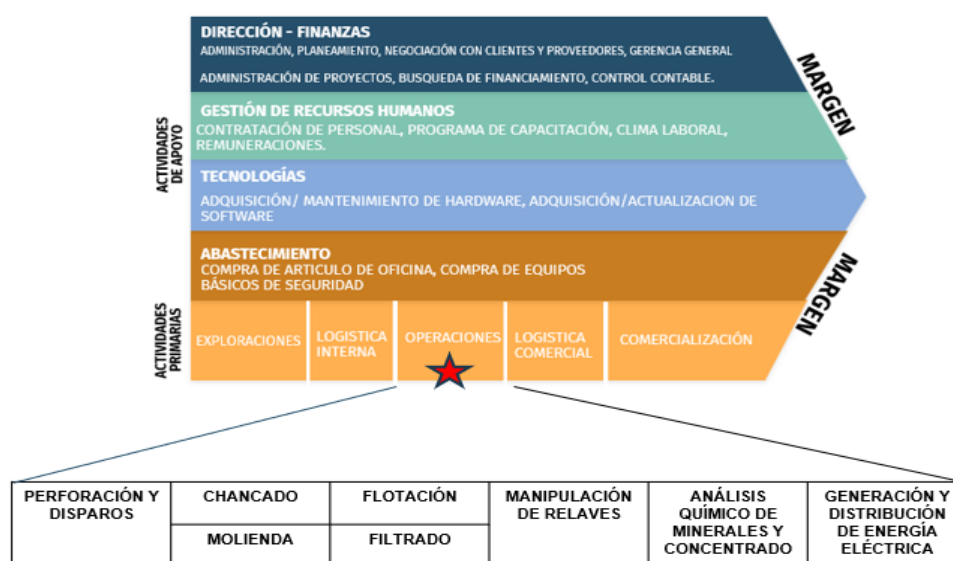 DIRECCIÓN - FINANZAS
ADMINISTRACIÓN, PLANEAMIENTO, NEGOCIACIÓN CON CLIENTES Y PROVEEDORES, GERENCIA GENERAL
ADMINISTRACIÓN DE PROYECTOS, BUSQUEDA DE FINANCIAMIENTO, CONTROL CONTABLE.
MARGEN
ACTIVIDADES
DE APOYO
GESTIÓN DE RECURSOS HUMANOS
CONTRATACIÓN DE PERSONAL, PROGRAMA DE CAPACITACIÓN, CLIMA LABORAL,
REMUNERACIONES.
TECNOLOGÍAS
ADQUISICIÓN/ MANTENIMIENTO DE HARDWARE, ADQUISICIÓN/ACTUALIZACION DE
SOFTWARE
ABASTECIMIENTO
COMPRA DE ARTICULO DE OFICINA, COMPRA DE EQUIPOS
BÁSICOS DE SEGURIDAD
MARGEN
ACTIVIDADES
PRIMARIAS
EXPLORACIONES
LOGISTICA
INTERNA
OPERACIONES
LOGISTICA
COMERCIAL
COMERCIALIZACIÓN
PERFORACIÓN Y
DISPAROS
CHANCADO
MOLIENDA
FLOTACIÓN
FILTRADO
MANIPULACIÓN
DE RELAVES
ANÁLISIS
QUÍMICO DE
MINERALES Y
CONCENTRADO
GENERACIÓN Y
DISTRIBUCIÓN
DE ENERGÍA
ELÉCTRICA